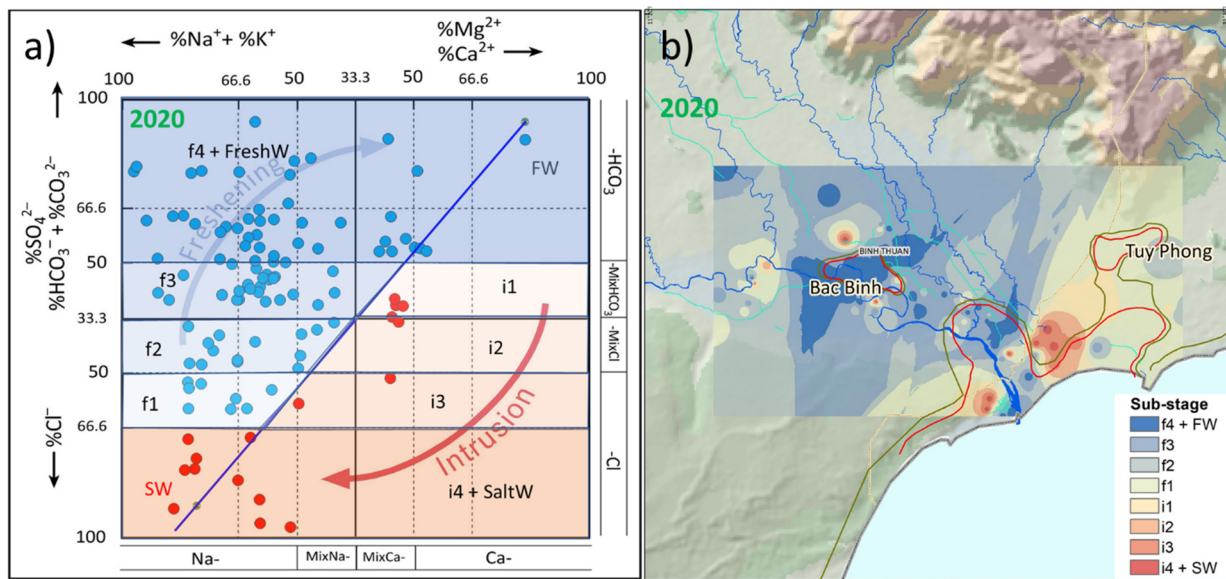 a)
%Na⁺ + %K⁺
%Mg²⁺
%Ca²⁺
100 66.6 50 33.3 50 66.6 100
100
66.6
50
33.3
50
66.6
100
%SO₄²⁻
%HCO₃⁻ + %CO₃²⁻
%Cl⁻
2020
f4 + FreshW
FW
Freshening
f3
i1
f2
i2
f1
i3
Intrusion
SW
i4 + SaltW
-HCO₃
-MixHCO₃
-MixCl
-Cl
Na- MixNa- MixCa- Ca-
b)
2020
BINH THUAN
Bac Binh
Tuy Phong
Sub-stage
f4 + FW
f3
f2
f1
i1
i2
i3
i4 + SW